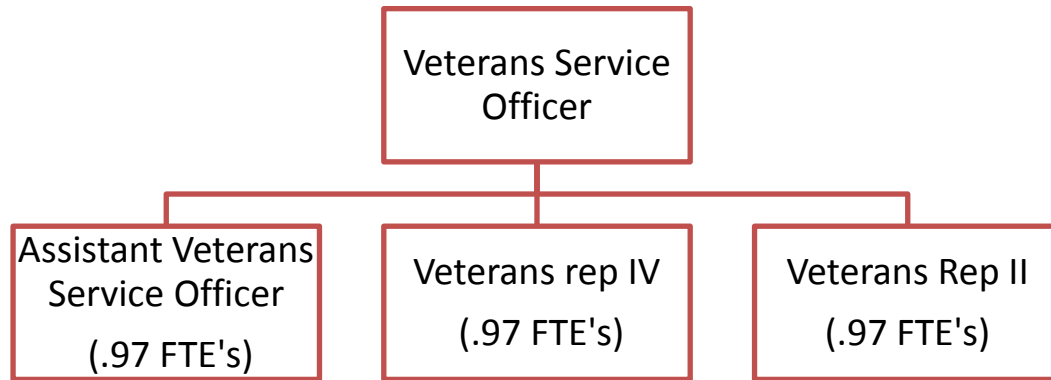 Veterans Service
Officer
Assistant Veterans
Service Officer
(.97 FTE's)
Veterans rep IV
(.97 FTE's)
Veterans Rep II
(.97 FTE's)